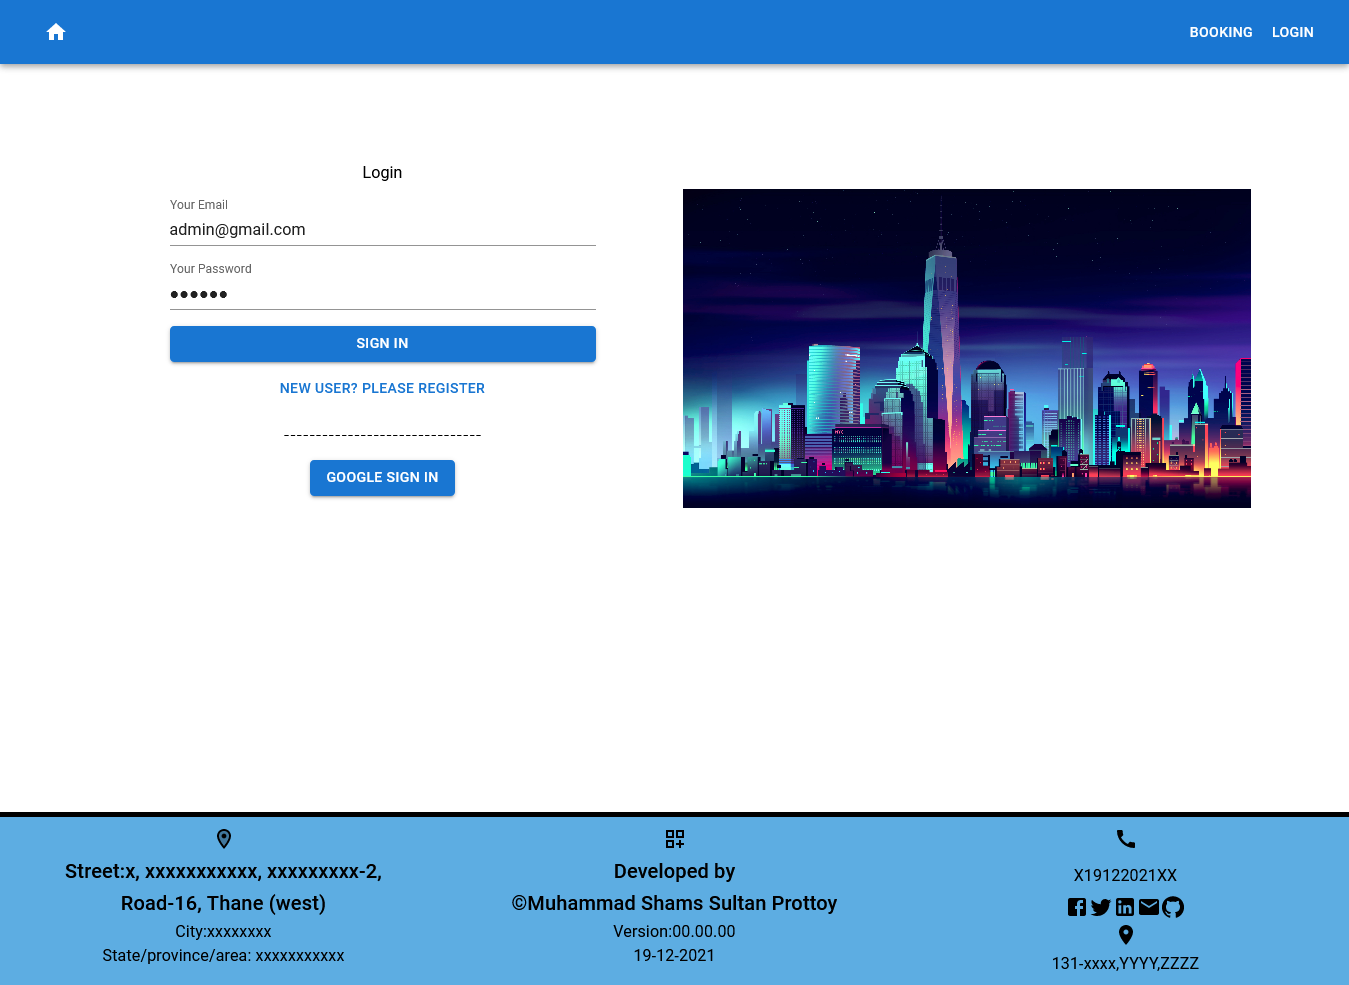 BOOKING LOGIN
Login
Your Email
admin@gmail.com
Your Password
••••••
SIGN IN
NEW USER? PLEASE REGISTER
-------------------------------
GOOGLE SIGN IN
NYC
Street:x, xxxxxxxxxxx, xxxxxxxxx-2,
Road-16, Thane (west)
City:xxxxxxxx
State/province/area: xxxxxxxxxxx
Developed by
©Muhammad Shams Sultan Prottoy
Version:00.00.00
19-12-2021
X19122021XX
131-xxxx,YYYY,ZZZZ